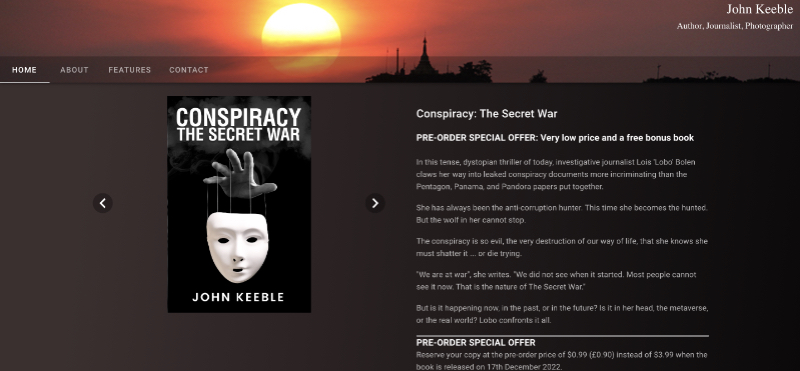 John Keeble
Author, Journalist, Photographer
HOME ABOUT FEATURES CONTACT
CONSPIRACY
THE SECRET WAR
JOHN KEEBLE
Conspiracy: The Secret War
PRE-ORDER SPECIAL OFFER: Very low price and a free bonus book
In this tense, dystopian thriller of today, investigative journalist Lois 'Lobo' Bolen
claws her way into leaked conspiracy documents more incriminating than the
Pentagon, Panama, and Pandora papers put together.
She has always been the anti-corruption hunter. This time she becomes the hunted.
But the wolf in her cannot stop.
The conspiracy is so evil, the very destruction of our way of life, that she knows she
must shatter it ... or die trying.
"We are at war", she writes. "We did not see when it started. Most people cannot
see it now. That is the nature of The Secret War."
But is it happening now, in the past, or in the future? Is it in her head, the metaverse,
or the real world? Lobo confronts it all.
PRE-ORDER SPECIAL OFFER
Reserve your copy at the pre-order price of $0.99 (£0.90) instead of $3.99 when the
book is released on 17th December 2022.